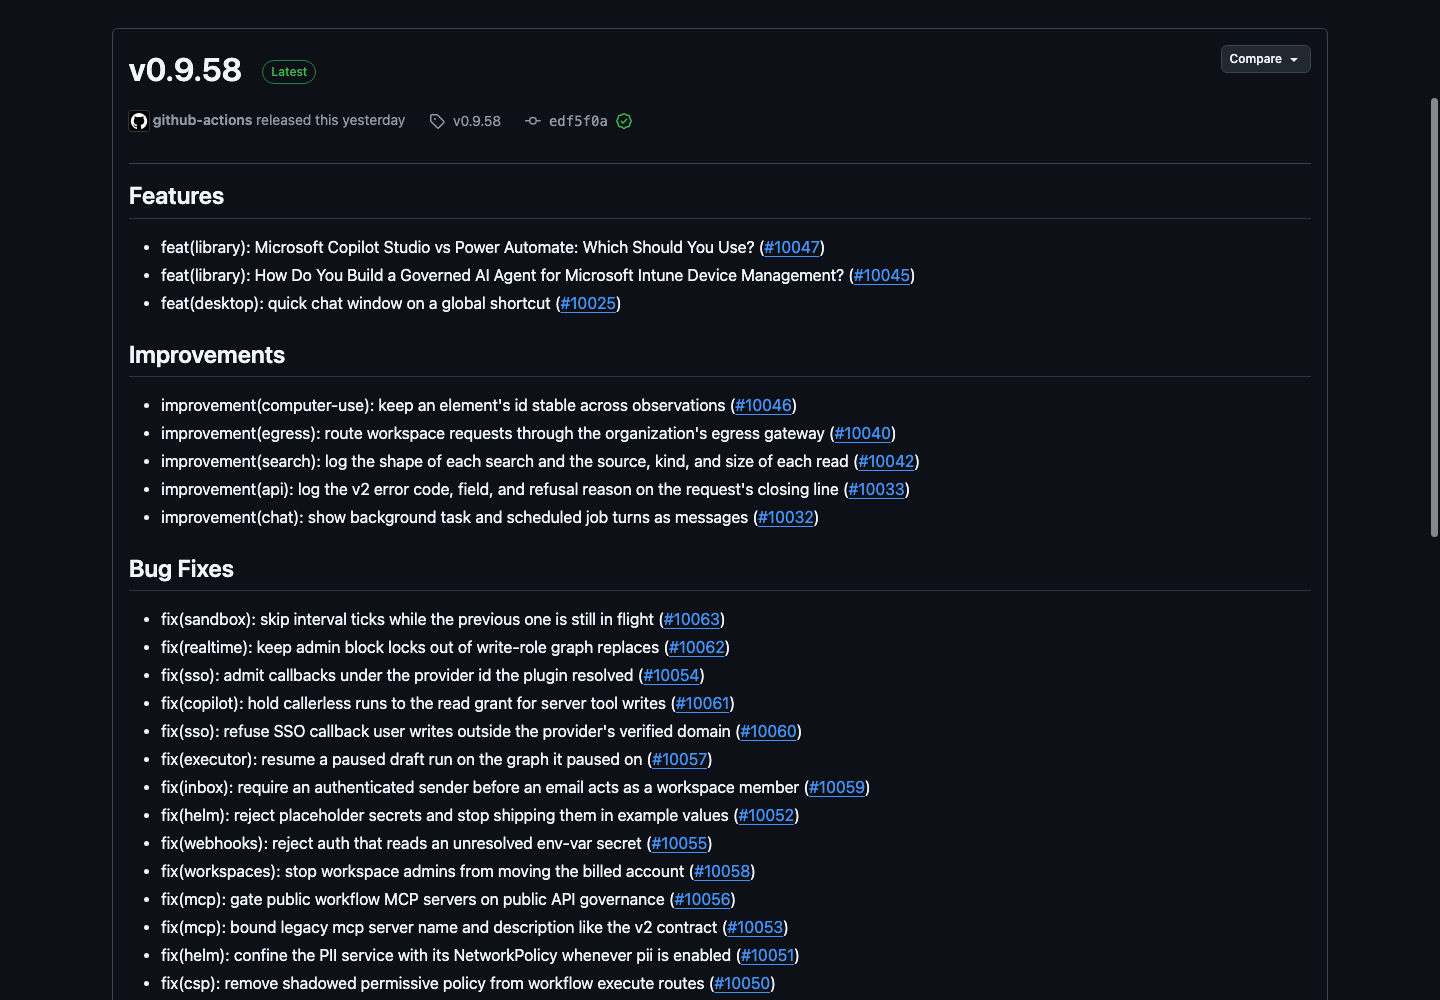 v0.9.58 Latest
Compare
github-actions released this yesterday v0.9.58 edf5f0a
Features
• feat(library): Microsoft Copilot Studio vs Power Automate: Which Should You Use? (#10047)
• feat(library): How Do You Build a Governed AI Agent for Microsoft Intune Device Management? (#10045)
• feat(desktop): quick chat window on a global shortcut (#10025)
Improvements
• improvement(computer-use): keep an element's id stable across observations (#10046)
• improvement(egress): route workspace requests through the organization's egress gateway (#10040)
• improvement(search): log the shape of each search and the source, kind, and size of each read (#10042)
• improvement(api): log the v2 error code, field, and refusal reason on the request's closing line (#10033)
• improvement(chat): show background task and scheduled job turns as messages (#10032)
Bug Fixes
• fix(sandbox): skip interval ticks while the previous one is still in flight (#10063)
• fix(realtime): keep admin block locks out of write-role graph replaces (#10062)
• fix(sso): admit callbacks under the provider id the plugin resolved (#10054)
• fix(copilot): hold callerless runs to the read grant for server tool writes (#10061)
• fix(sso): refuse SSO callback user writes outside the provider's verified domain (#10060)
• fix(executor): resume a paused draft run on the graph it paused on (#10057)
• fix(inbox): require an authenticated sender before an email acts as a workspace member (#10059)
• fix(helm): reject placeholder secrets and stop shipping them in example values (#10052)
• fix(webhooks): reject auth that reads an unresolved env-var secret (#10055)
• fix(workspaces): stop workspace admins from moving the billed account (#10058)
• fix(mcp): gate public workflow MCP servers on public API governance (#10056)
• fix(mcp): bound legacy mcp server name and description like the v2 contract (#10053)
• fix(helm): confine the PII service with its NetworkPolicy whenever pii is enabled (#10051)
• fix(csp): remove shadowed permissive policy from workflow execute routes (#10050)